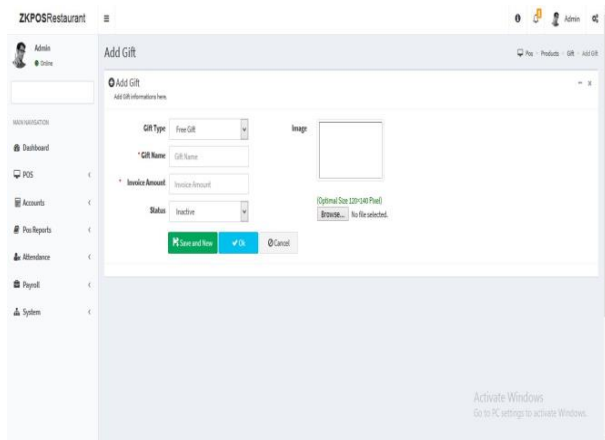 ZKPOSRestaurant
Admin
Admin
Online
Add Gift
Pos - Products - Gift - Add Gift
Add Gift
Add Gift informations here.
MAIN NAVIGATION
Dashboard
POS
Accounts
Pos Reports
Attendance
Payroll
System
Gift Type Free Gift
* Gift Name Gift Name
* Invoice Amount Invoice Amount
Status Inactive
Image
(Optimal Size 120×140 Pixel)
Browse... No file selected.
Save and New Ok Cancel
Activate Windows
Go to PC settings to activate Windows.